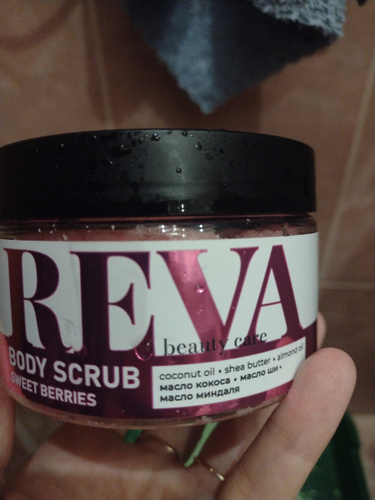 REVA
beauty care
BODY SCRUB
SWEET BERRIES
coconut oil • shea butter • almond oil
масло кокоса • масло ши •
масло миндаля